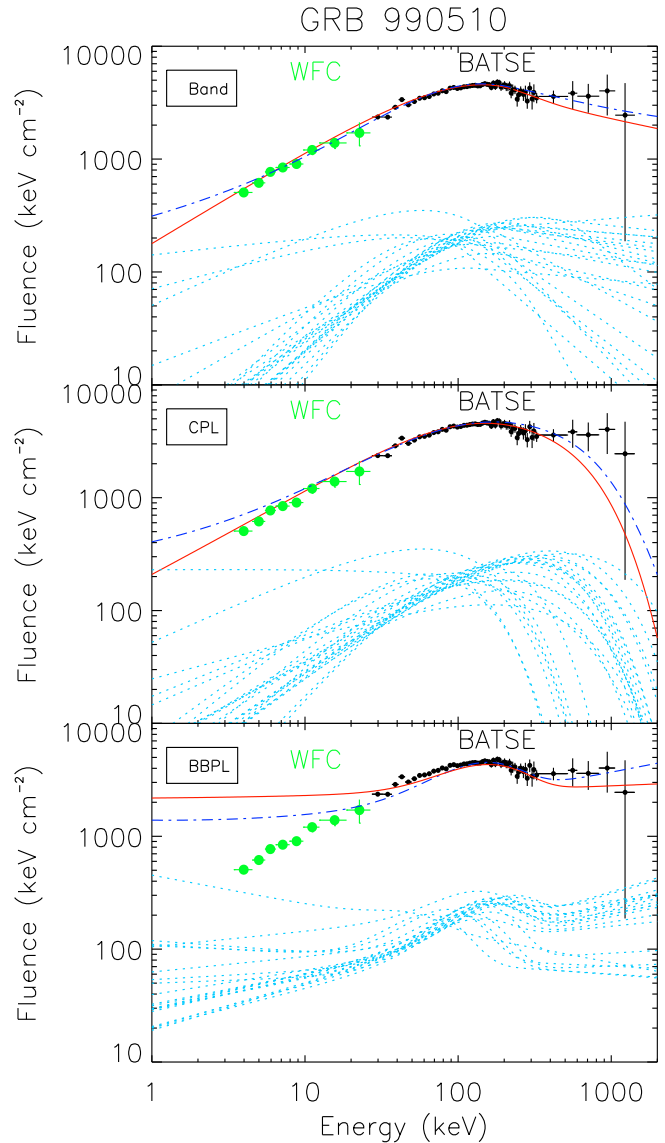 GRB 990510
10000
1000
100
10
Fluence (keV cm⁻²)
Band
WFC
BATSE
10000
1000
100
10
Fluence (keV cm⁻²)
CPL
WFC
BATSE
10000
1000
100
10
Fluence (keV cm⁻²)
BBPL
WFC
BATSE
1 10 100 1000
Energy (keV)